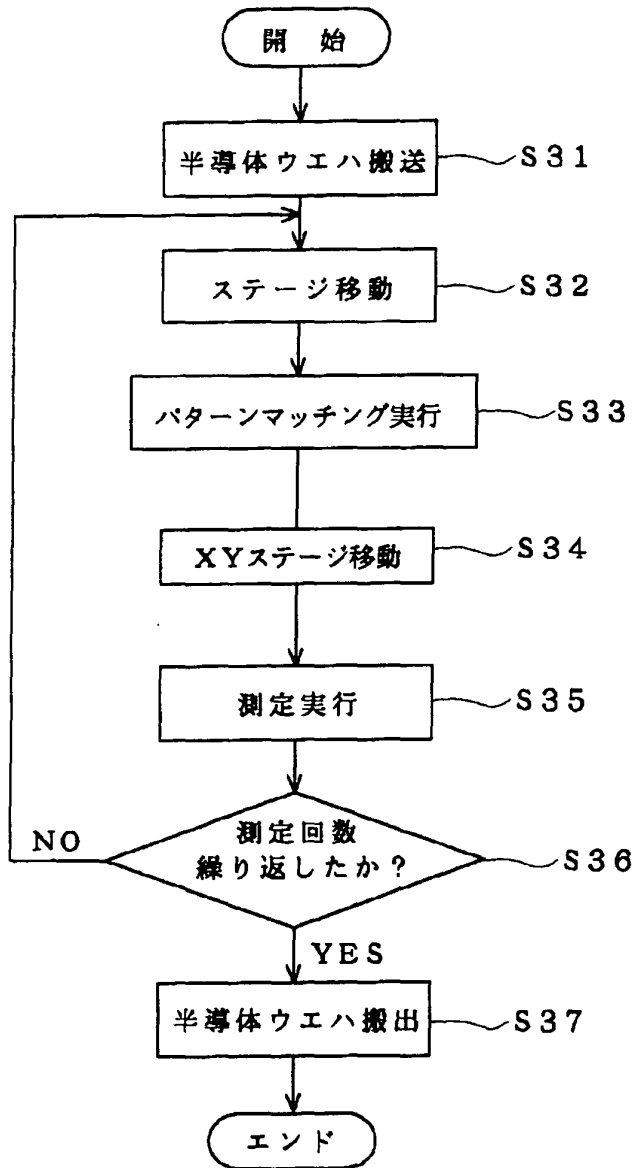 開 始
半導体ウエハ搬送
S31
ステージ移動
S32
パターンマッチング実行
S33
XYステージ移動
S34
測定実行
S35
測定回数
繰り返したか?
S36
NO
YES
半導体ウエハ搬出
S37
エンド